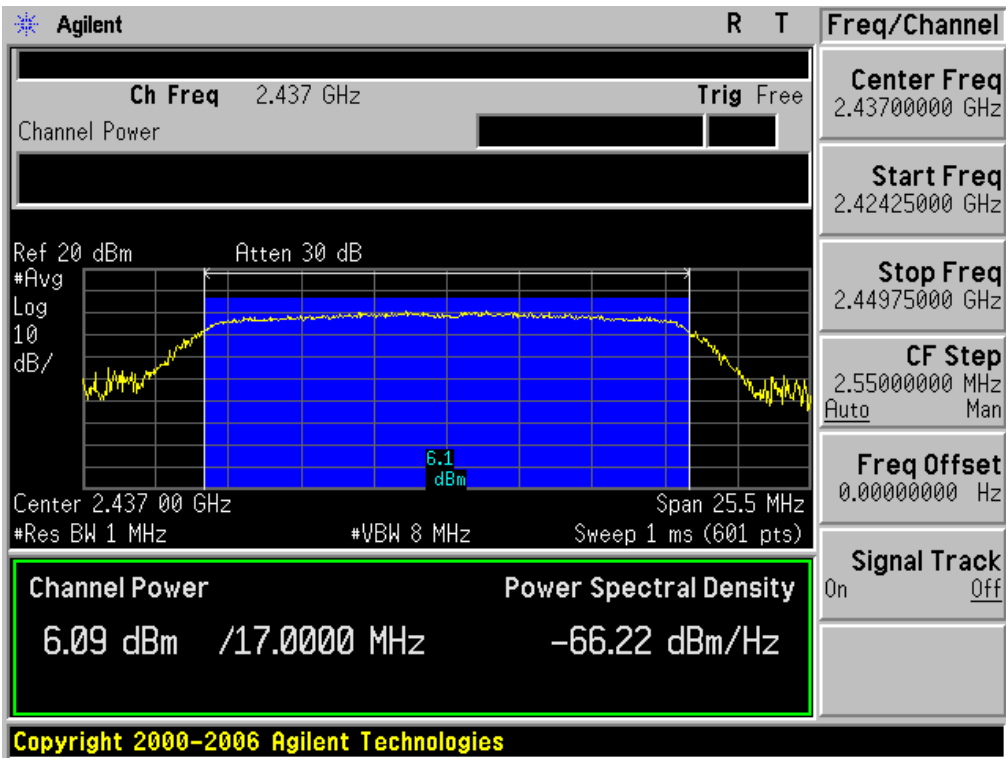 Agilent R T
Ch Freq 2.437 GHz Trig Free
Channel Power
Ref 20 dBm Atten 30 dB
#Avg
Log
10
dB/
6.1
dBm
Center 2.437 00 GHz Span 25.5 MHz
#Res BW 1 MHz #VBW 8 MHz Sweep 1 ms (601 pts)
Channel Power Power Spectral Density
6.09 dBm /17.0000 MHz -66.22 dBm/Hz
Copyright 2000-2006 Agilent Technologies
Freq/Channel
Center Freq
2.43700000 GHz
Start Freq
2.42425000 GHz
Stop Freq
2.44975000 GHz
CF Step
2.55000000 MHz
Auto Man
Freq Offset
0.00000000 Hz
Signal Track
On Off